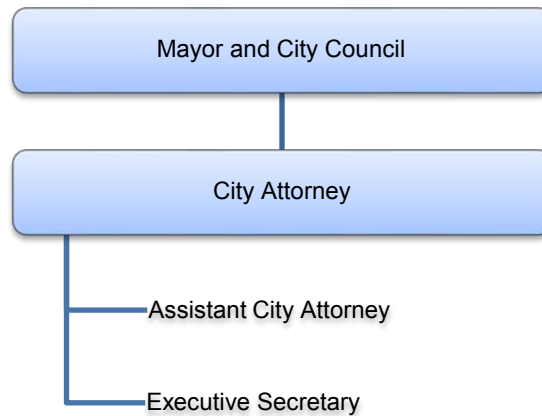 Mayor and City Council
City Attorney
Assistant City Attorney
Executive Secretary